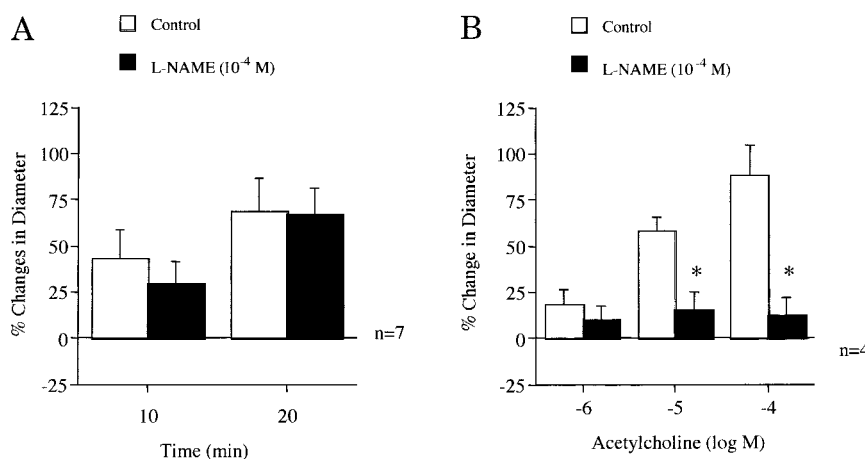 A
Control
L-NAME (10-4 M)
% Changes in Diameter
125
100
75
50
25
0
-25
10
20
Time (min)
n=7
B
Control
L-NAME (10-4 M)
% Change in Diameter
125
100
75
50
25
0
-25
*
*
-6
-5
-4
Acetylcholine (log M)
n=4